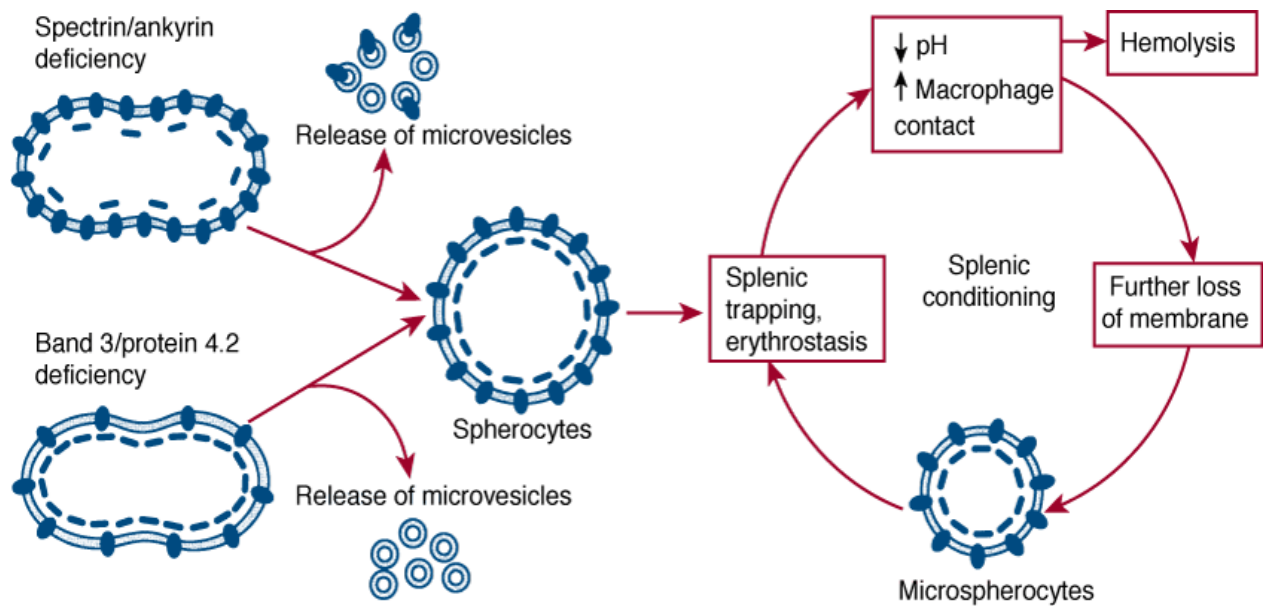 Spectrin/ankyrin
deficiency
Release of microvesicles
Band 3/protein 4.2
deficiency
Release of microvesicles
Spherocytes
Splenic
trapping,
erythrostasis
↓ pH
↑ Macrophage
contact
Hemolysis
Splenic
conditioning
Further loss
of membrane
Microspherocytes